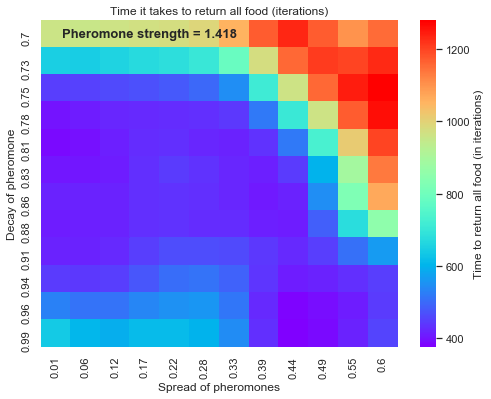 Time it takes to return all food (iterations)
Pheromone strength = 1.418
Decay of pheromone
0.7
0.73
0.75
0.78
0.81
0.83
0.86
0.88
0.91
0.94
0.96
0.99
0.01 0.06 0.12 0.17 0.22 0.28 0.33 0.39 0.44 0.49 0.55 0.6
Spread of pheromones
1200
1000
800
600
400
Time to return all food (in iterations)